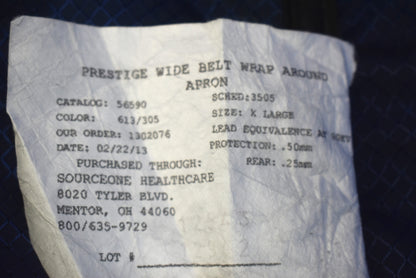 PRESTIGE WIDE BELT WRAP AROUND
APRON
CATALOG: 56590 SCHED:3505
COLOR: 613/305 SIZE: X LARGE
OUR ORDER: 1302076 LEAD EQUIVALENCE AT
DATE: 02/22/13 PROTECTION: .50mm
PURCHASED THROUGH: REAR: .25mm
SOURCEONE HEALTHCARE
8020 TYLER BLVD.
MENTOR, OH 44060
800/635-9729
LOT #